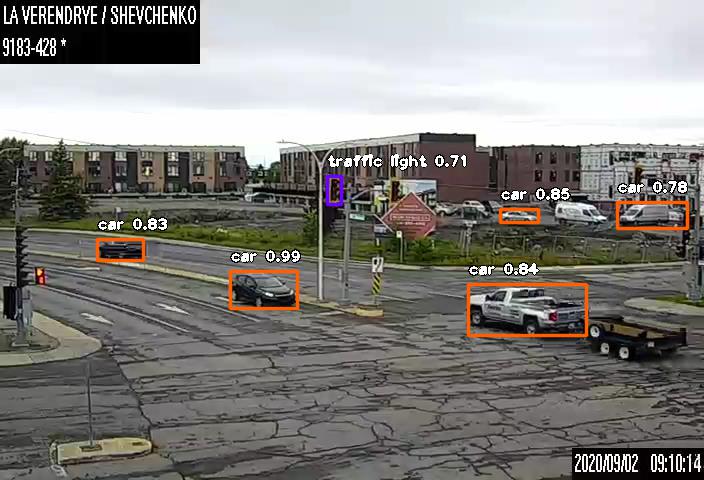 LA VERENDRYE / SHEVCHENKO
9183-428 *
traffic light 0.71
car 0.85
car 0.78
car 0.83
car 0.99
car 0.84
2020/09/02 09:10:14